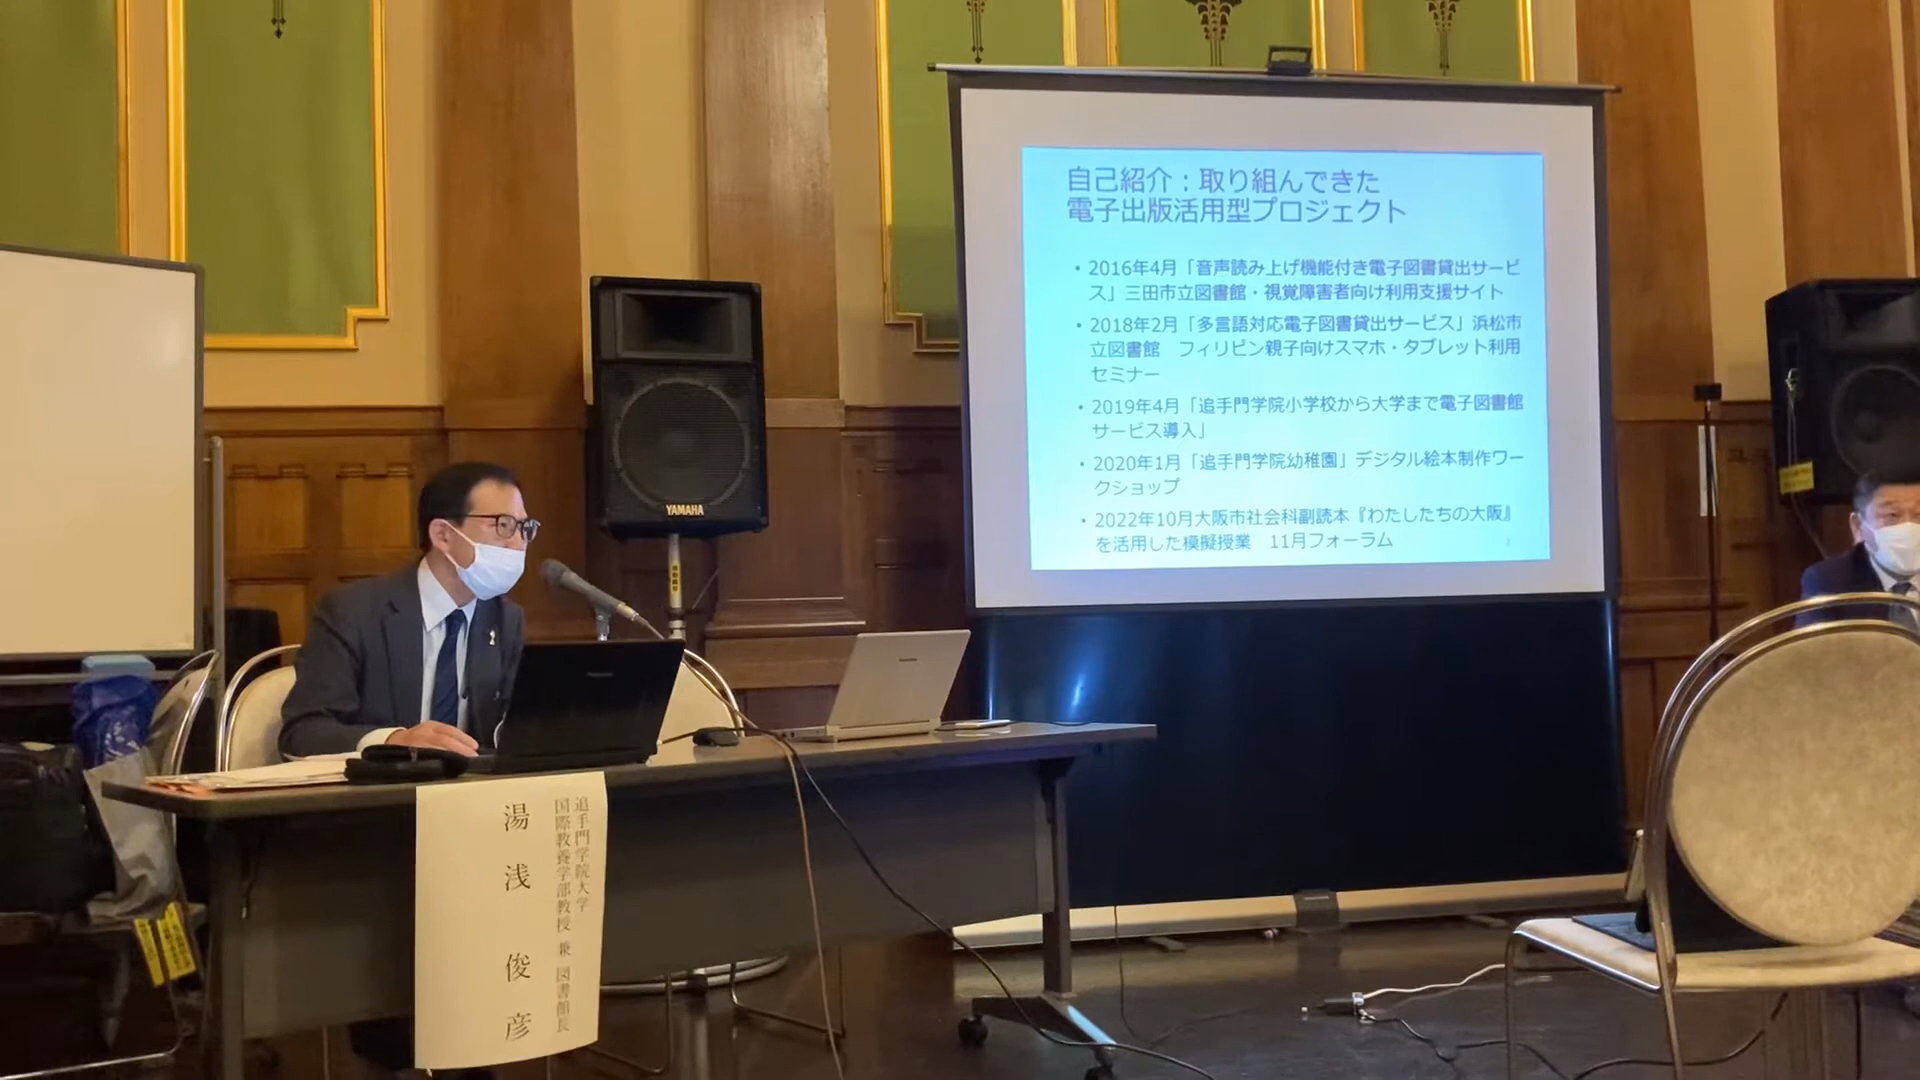 自己紹介：取り組んできた
電子出版活用型プロジェクト
・2016年4月「音声読み上げ機能付き電子図書貸出サービ
ス」三田市立図書館・視覚障害者向け利用支援サイト
・2018年2月「多言語対応電子図書貸出サービス」浜松市
立図書館　フィリピン親子向けスマホ・タブレット利用
セミナー
・2019年4月「追手門学院小学校から大学まで電子図書館
サービス導入」
・2020年1月「追手門学院幼稚園」デジタル絵本制作ワー
クショップ
・2022年10月大阪市社会科副読本『わたしたちの大阪』
を活用した模擬授業　11月フォーラム
YAMAHA
追手門学院大学
国際教養学部教授 兼 図書館長
湯浅 俊彦